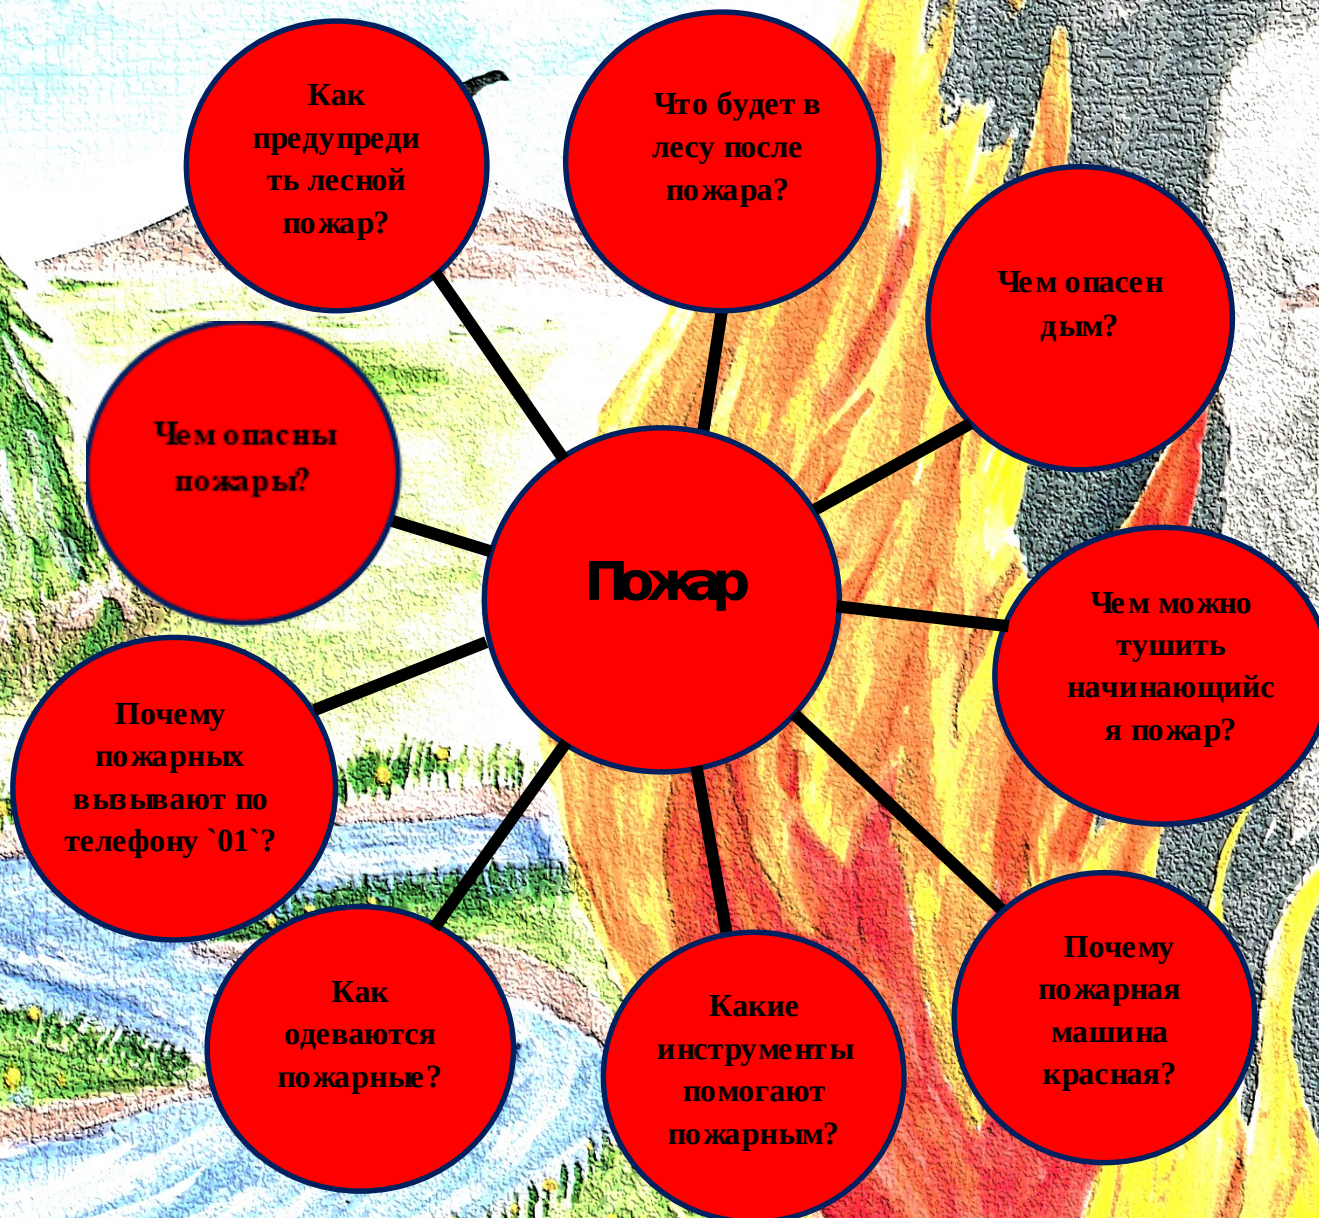 Как
предупреди
ть лесной
пожар?
Что будет в
лесу после
пожара?
Чем опасен
дым?
Чем опасны
пожары?
Пожар
Чем можно
тушить
начинающийс
я пожар?
Почему
пожарных
вызывают по
телефону `01`?
Почему
пожарная
машина
красная?
Как
одеваются
пожарные?
Какие
инструменты
помогают
пожарным?